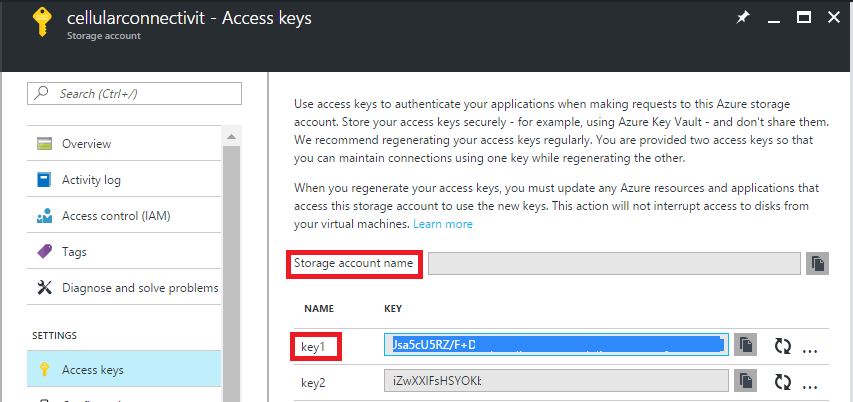 cellularconnectivit - Access keys
Storage account
Search (Ctrl+/)
Overview
Activity log
Access control (IAM)
Tags
Diagnose and solve problems
SETTINGS
Access keys
Use access keys to authenticate your applications when making requests to this Azure storage
account. Store your access keys securely - for example, using Azure Key Vault - and don't share them.
We recommend regenerating your access keys regularly. You are provided two access keys so that
you can maintain connections using one key while regenerating the other.
When you regenerate your access keys, you must update any Azure resources and applications that
access this storage account to use the new keys. This action will not interrupt access to disks from
your virtual machines. Learn more
Storage account name
NAME KEY
key1 Jsa5cU5RZ/F+D
key2 iZwXXIFsHSYOKb